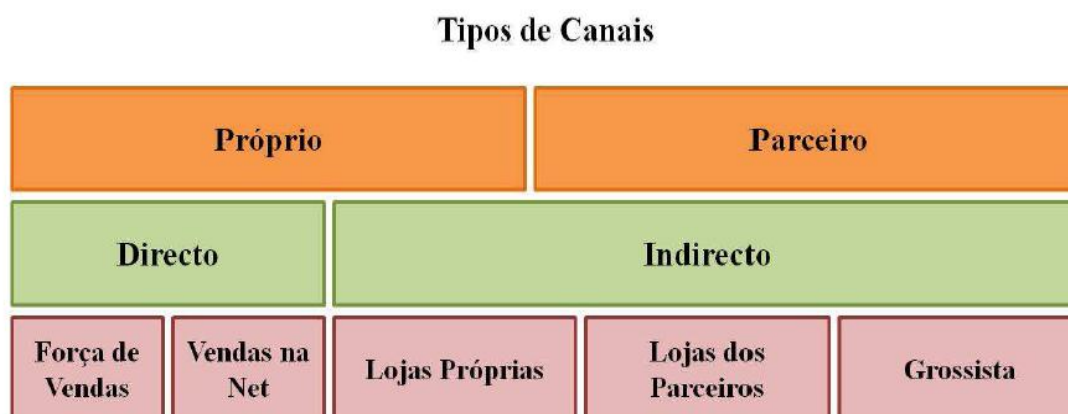 Tipos de Canais
Próprio
Parceiro
Directo
Indirecto
Força de
Vendas
Vendas na
Net
Lojas Próprias
Lojas dos
Parceiros
Grossista